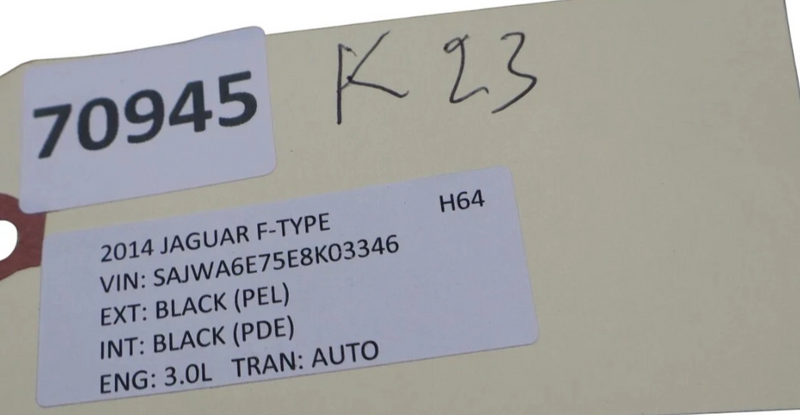 70945
K 23
H64
2014 JAGUAR F-TYPE
VIN: SAJWA6E75E8K03346
EXT: BLACK (PEL)
INT: BLACK (PDE)
ENG: 3.0L TRAN: AUTO